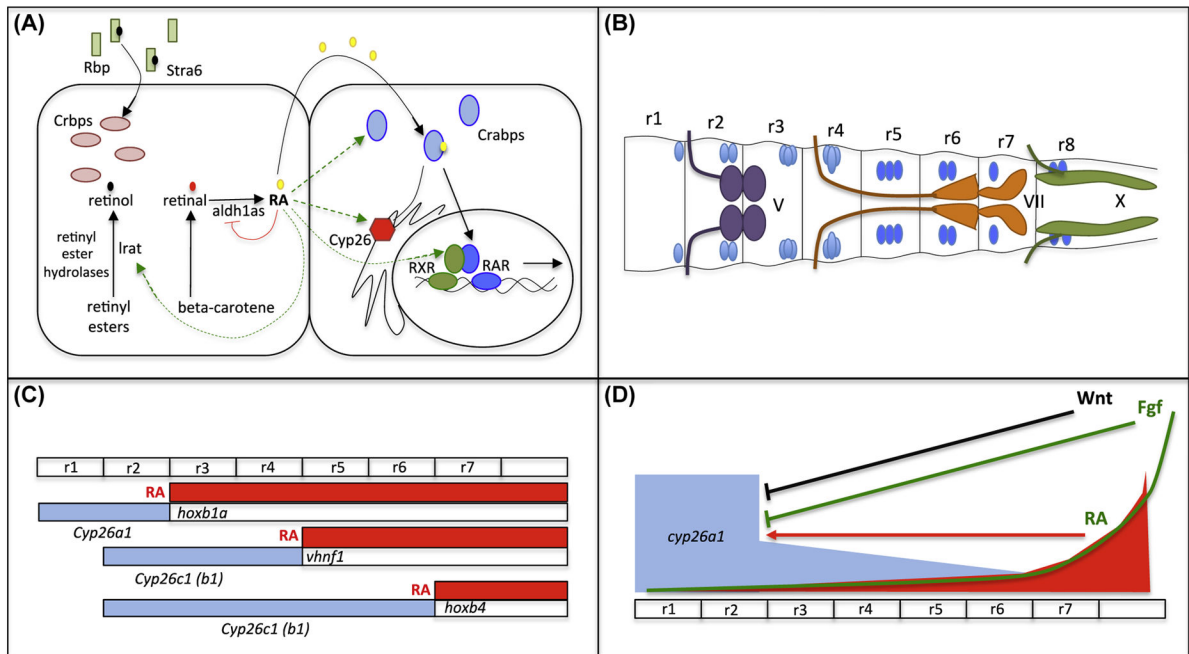 (A)
Rbp
Stra6
Crbps
Crabps
retinol
retinal
aldh1as
RA
Cyp26
retinyl
ester
hydrolases
lrat
RXR
RAR
retinyl
esters
beta-carotene
(B)
r1
r2
r3
r4
r5
r6
r7
r8
V
VII
X
(C)
r1 r2 r3 r4 r5 r6 r7
RA
hoxb1a
Cyp26a1
RA
vhnf1
Cyp26c1 (b1)
RA
hoxb4
Cyp26c1 (b1)
(D)
Wnt
Fgf
RA
cyp26a1
r1 r2 r3 r4 r5 r6 r7